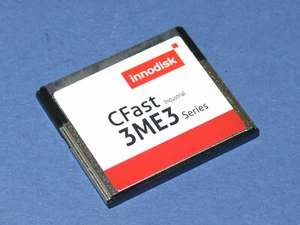 innodisk
CFast Industrial
3ME3 Series